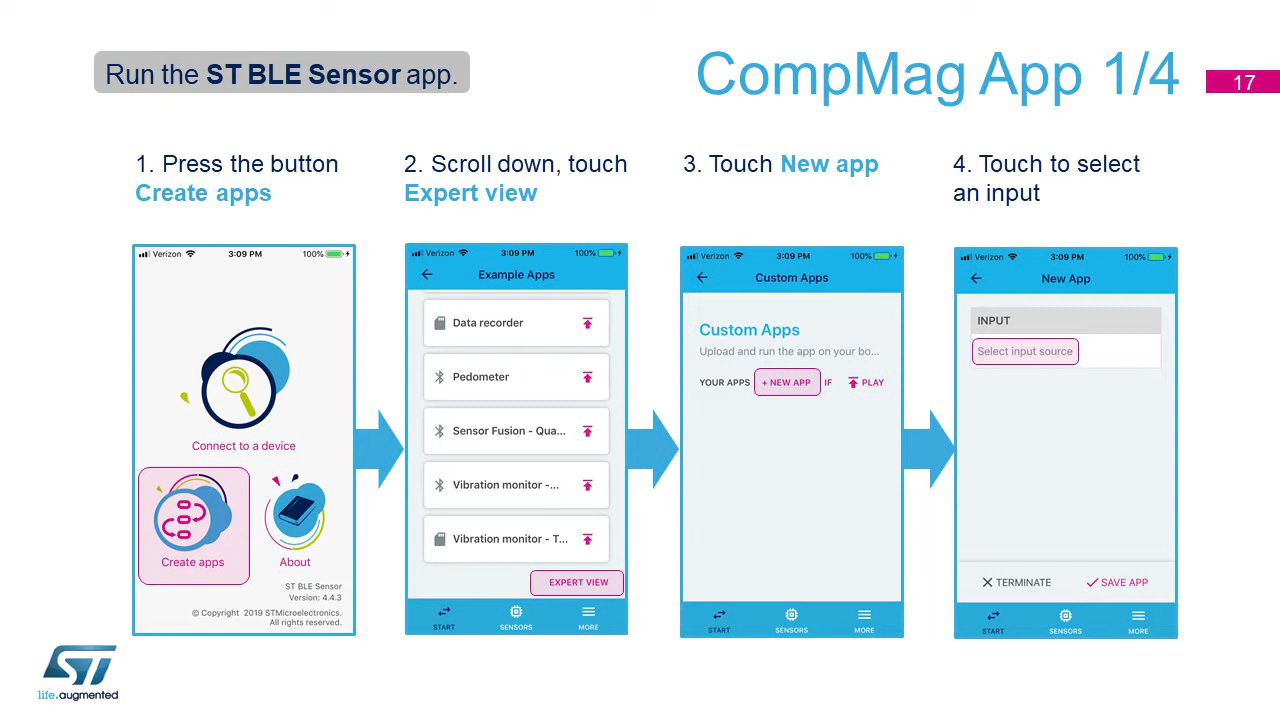 Run the ST BLE Sensor app.
CompMag App 1/4
17
1. Press the button
Create apps
2. Scroll down, touch
Expert view
3. Touch New app
4. Touch to select
an input
Verizon 3:09 PM 100%
Connect to a device
Create apps
About
ST BLE Sensor
Version: 4.4.3
© Copyright 2019 STMicroelectronics.
All rights reserved.
Verizon 3:09 PM 100%
Example Apps
Data recorder
Pedometer
Sensor Fusion - Qua...
Vibration monitor -...
Vibration monitor - T...
EXPERT VIEW
START SENSORS MORE
Verizon 3:09 PM 100%
Custom Apps
Custom Apps
Upload and run the app on your bo...
YOUR APPS + NEW APP IF PLAY
START SENSORS MORE
Verizon 3:09 PM 100%
New App
INPUT
Select input source
TERMINATE SAVE APP
START SENSORS MORE
ST
life.augmented